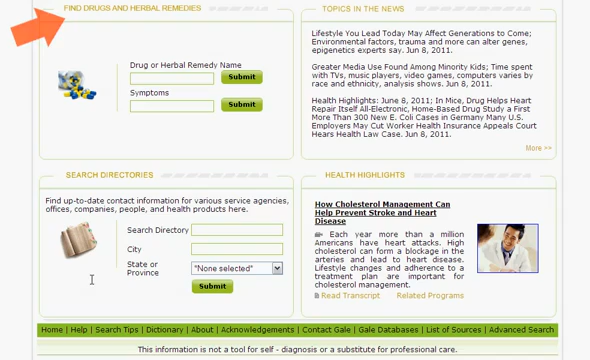 FIND DRUGS AND HERBAL REMEDIES
Drug or Herbal Remedy Name
Submit
Symptoms
Submit
TOPICS IN THE NEWS
Lifestyle You Lead Today May Affect Generations to Come;
Environmental factors, trauma and more can alter genes,
epigenetics experts say. Jun 8, 2011.
Greater Media Use Found Among Minority Kids; Time spent
with TVs, music players, video games, computers varies by
race and ethnicity, analysis shows. Jun 8, 2011.
Health Highlights: June 8, 2011; In Mice, Drug Helps Heart
Repair Itself All-Electronic, Home-Based Drug Study a First
More Than 300 New E. Coli Cases in Germany Many U.S.
Employers May Cut Worker Health Insurance Appeals Court
Hears Health Law Case. Jun 8, 2011.
More >>
SEARCH DIRECTORIES
Find up-to-date contact information for various service agencies,
offices, companies, people, and health products here.
Search Directory
City
State or
Province
"None selected"
Submit
HEALTH HIGHLIGHTS
How Cholesterol Management Can
Help Prevent Stroke and Heart
Disease
Each year more than a million
Americans have heart attacks. High
cholesterol can form a blockage in the
arteries and lead to heart disease.
Lifestyle changes and adherence to a
treatment plan are important for
cholesterol management.
Read Transcript Related Programs
Home | Help | Search Tips | Dictionary | About | Acknowledgements | Contact Gale | Gale Databases | List of Sources | Advanced Search
This information is not a tool for self - diagnosis or a substitute for professional care.